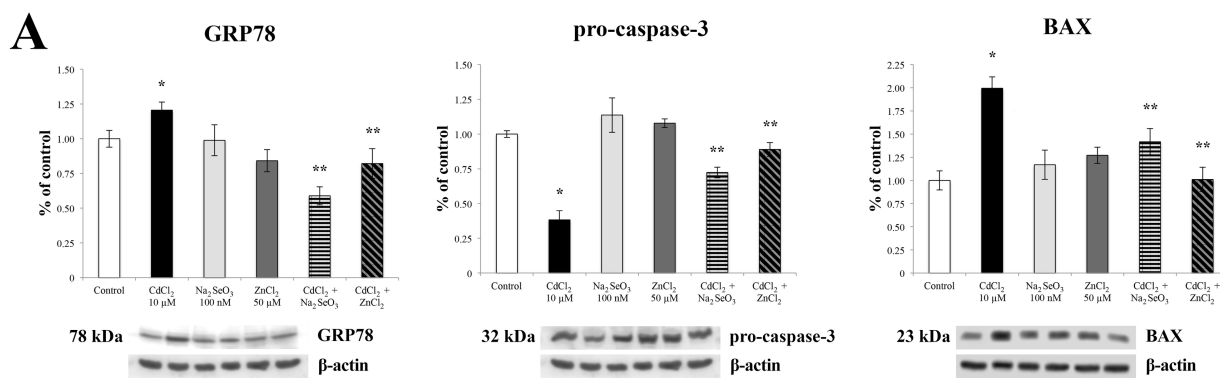 A
GRP78
% of control
1.50
1.25
1.00
0.75
0.50
0.25
0
*
**
**
Control
CdCl₂
10 µM
Na₂SeO₃
100 nM
ZnCl₂
50 µM
CdCl₂ +
Na₂SeO₃
CdCl₂ +
ZnCl₂
78 kDa
GRP78
β-actin
pro-caspase-3
% of control
1.50
1.25
1.00
0.75
0.50
0.25
0
*
**
**
Control
CdCl₂
10 µM
Na₂SeO₃
100 nM
ZnCl₂
50 µM
CdCl₂ +
Na₂SeO₃
CdCl₂ +
ZnCl₂
32 kDa
pro-caspase-3
β-actin
BAX
% of control
2.25
2.00
1.75
1.50
1.25
1.00
0.75
0.50
0.25
0
*
**
**
Control
CdCl₂
10 µM
Na₂SeO₃
100 nM
ZnCl₂
50 µM
CdCl₂ +
Na₂SeO₃
CdCl₂ +
ZnCl₂
23 kDa
BAX
β-actin